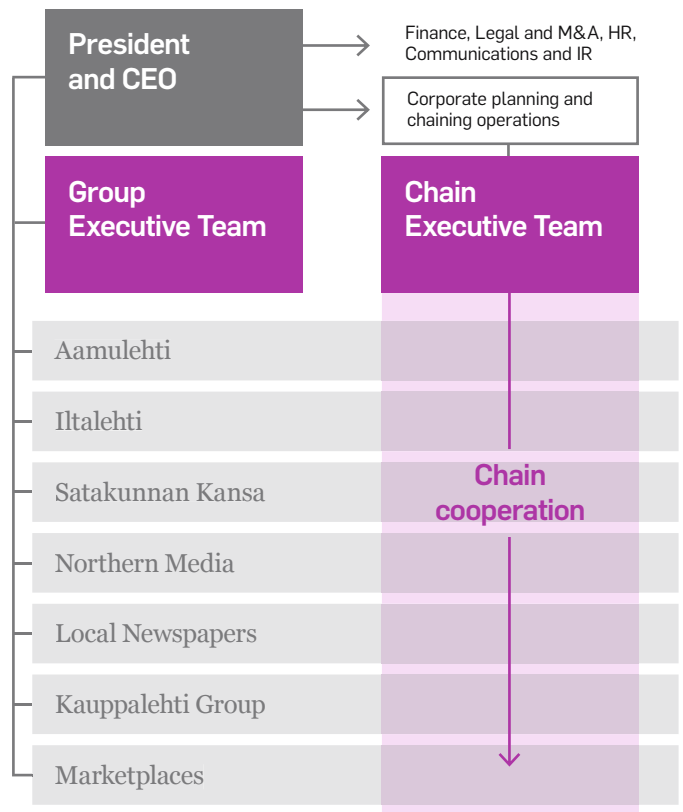 President
and CEO
Finance, Legal and M&A, HR,
Communications and IR
Corporate planning and
chaining operations
Group
Executive Team
Chain
Executive Team
Aamulehti
Iltalehti
Satakunnan Kansa
Chain
cooperation
Northern Media
Local Newspapers
Kauppalehti Group
Marketplaces